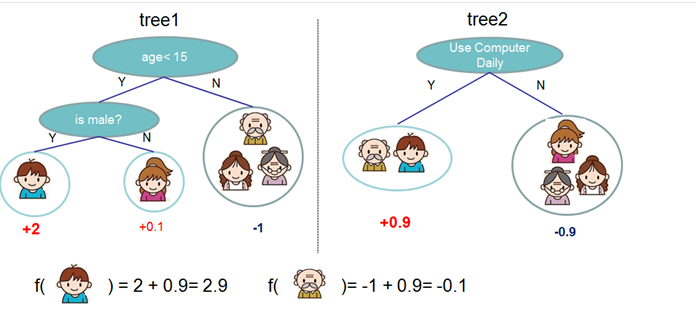 tree1
tree2
age< 15
Use Computer
Daily
Y
N
Y
N
is male?
Y
N
+2
+0.1
-1
+0.9
-0.9
f( ) = 2 + 0.9= 2.9
f( )= -1 + 0.9= -0.1